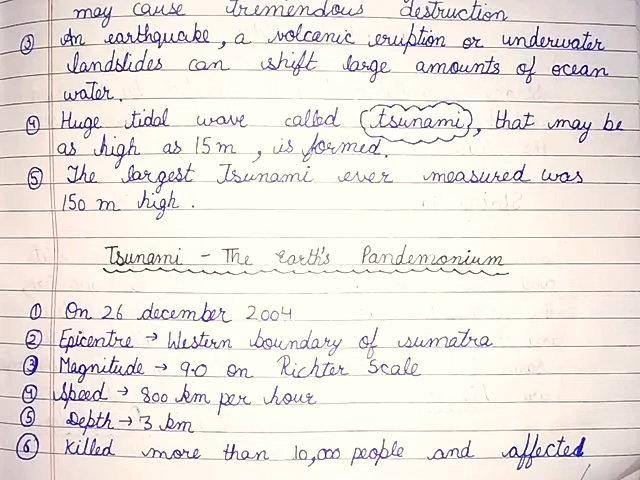 may cause tremendous destruction
③ An earthquake, a volcanic eruption or underwater
landslides can shift large amounts of ocean
water.
④ Huge tidal wave called (tsunami), that may be
as high as 15 m, is formed.
⑤ The largest Tsunami ever measured was
150 m high.
Tsunami - The Earth's Pandemonium
① On 26 december 2004
② Epicentre → Western boundary of sumatra
③ Magnitude → 9.0 on Richter Scale
④ Speed → 800 km per hour
⑤ Depth → 3 km
⑥ Killed more than 10,000 people and affected